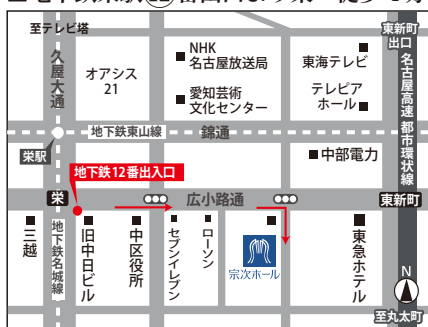 至テレビ塔
NHK
名古屋放送局
東新町
出口
東海テレビ
久屋大通
オアシス
21
愛知芸術
文化センター
テレピア
ホール
名古屋高速 都市環状線
地下鉄東山線
錦通
栄駅
中部電力
地下鉄12番出入口
栄
広小路通
東新町
三越
地下鉄名城線
旧中日ビル
中区役所
セブンイレブン
ローソン
宗次ホール
東急ホテル
N
至丸太町